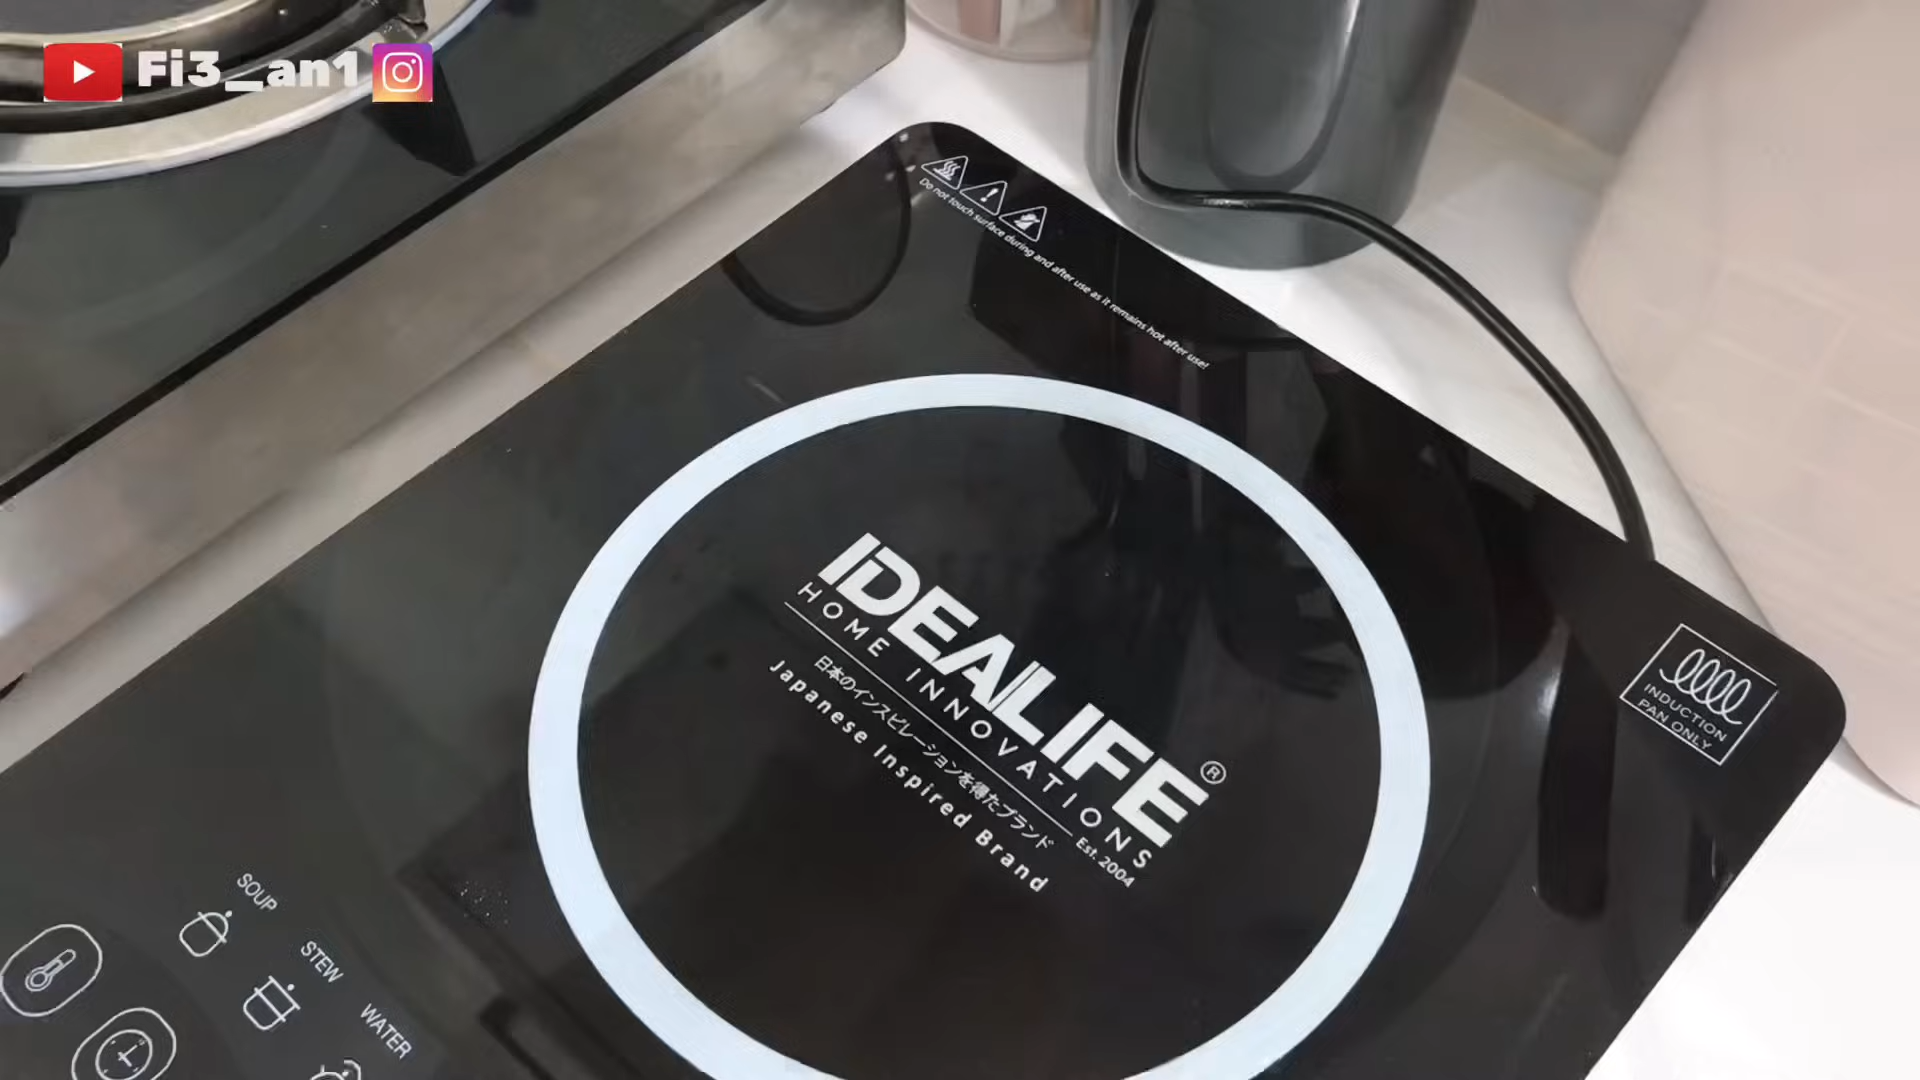 Fi3_an1
Do not touch surface during and after use as it remains hot after use!
IDEALIFE®
HOME INNOVATIONS
Est. 2004
日本のインスピレーションを得たブランド
Japanese Inspired Brand
INDUCTION
PAN ONLY
SOUP
STEW
WATER